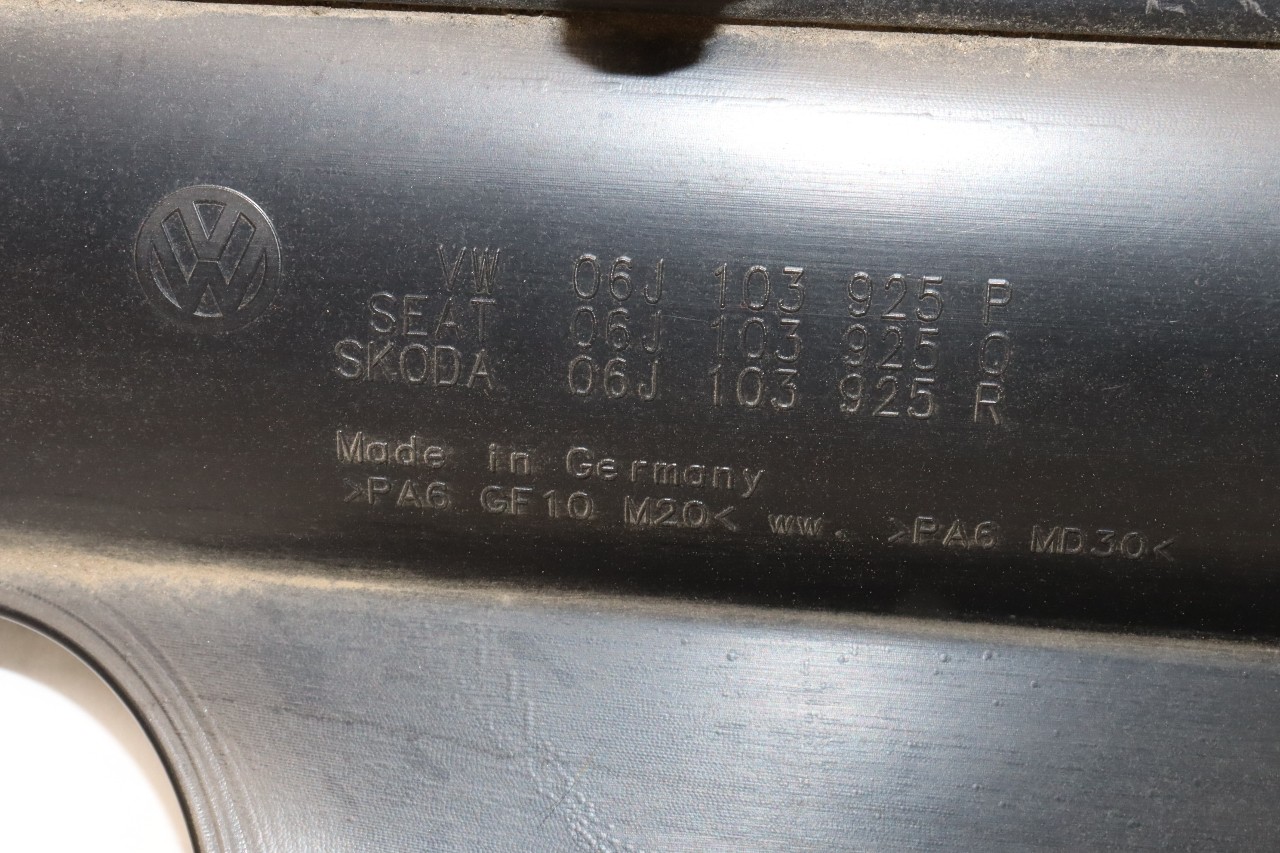 VW 06J 103 925 P
SEAT 06J 103 925 Q
SKODA 06J 103 925 R
Made in Germany
>PA6 GF10 M20< ww. >PA6 MD30<